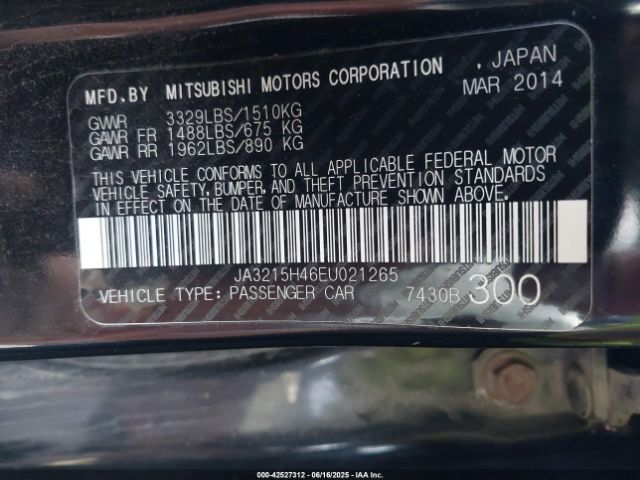 MFD.BY MITSUBISHI MOTORS CORPORATION , JAPAN
MAR 2014
GVWR 3329LBS/1510KG
GAWR FR 1488LBS/675 KG
GAWR RR 1962LBS/890 KG
THIS VEHICLE CONFORMS TO ALL APPLICABLE FEDERAL MOTOR
VEHICLE SAFETY, BUMPER, AND THEFT PREVENTION STANDARDS
IN EFFECT ON THE DATE OF MANUFACTURE SHOWN ABOVE.
JA3215H46EU021265
VEHICLE TYPE: PASSENGER CAR 7430B 300
000-42527312 - 06/16/2025 - IAAI, Inc.